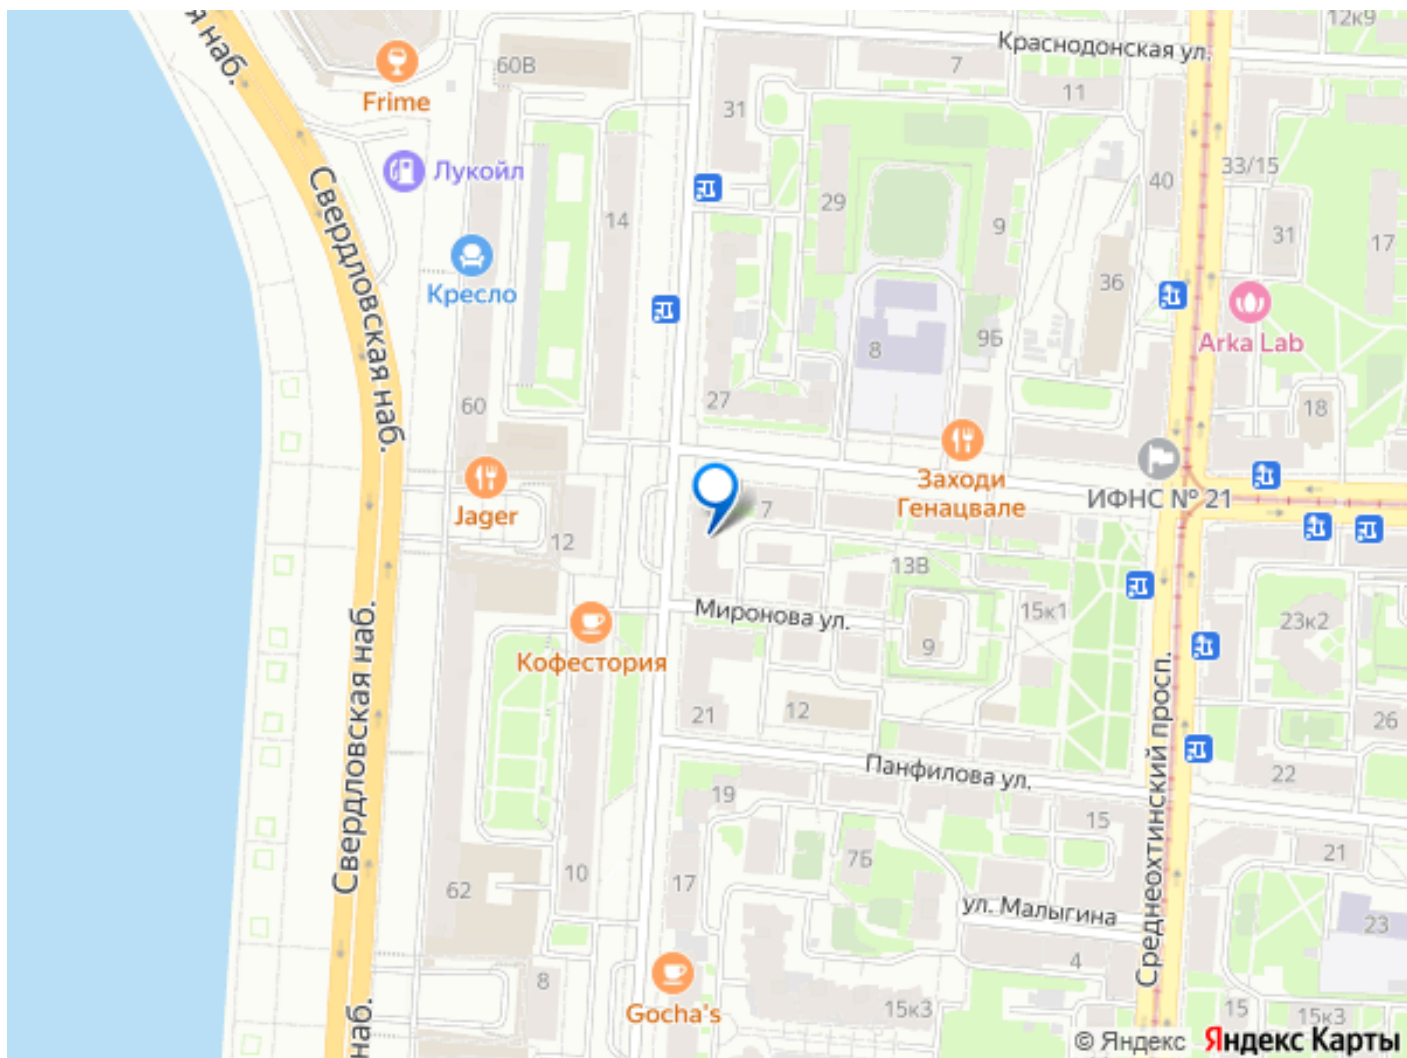 я наб.
60В
Frime
Лукойл
Свердловская наб.
Кресло
14
31
7
Краснодонская ул.
11
12к9
33/15
40
29
9
31
17
36
Arka Lab
9Б
8
60
27
18
Jager
Заходи
Генацвале
ИФНС № 21
7
12
13В
Миронова ул.
15к1
9
23к2
Кофестория
Свердловская наб.
21
12
26
Среднеохтинский просп.
Панфилова ул.
22
19
15
7Б
21
62
10
17
ул. Малыгина
23
4
8
Gocha's
15к3
15
15к3
наб.
© Яндекс Яндекс Карты